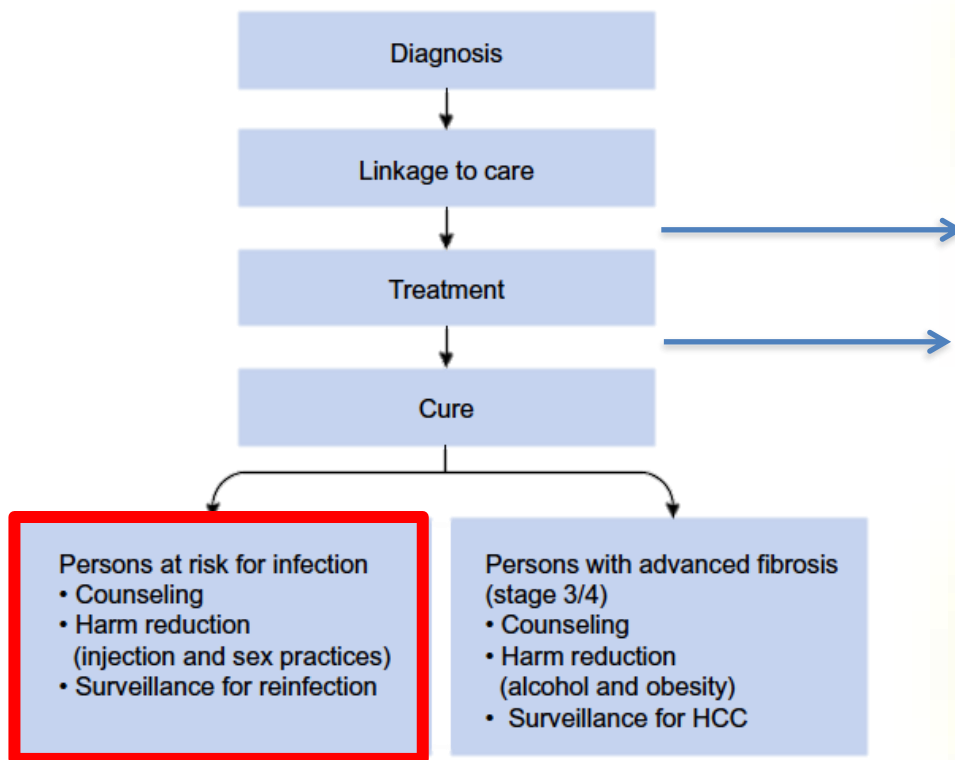 Diagnosis
Linkage to care
Treatment
Cure
Persons at risk for infection
• Counseling
• Harm reduction
(injection and sex practices)
• Surveillance for reinfection
Persons with advanced fibrosis
(stage 3/4)
• Counseling
• Harm reduction
(alcohol and obesity)
• Surveillance for HCC